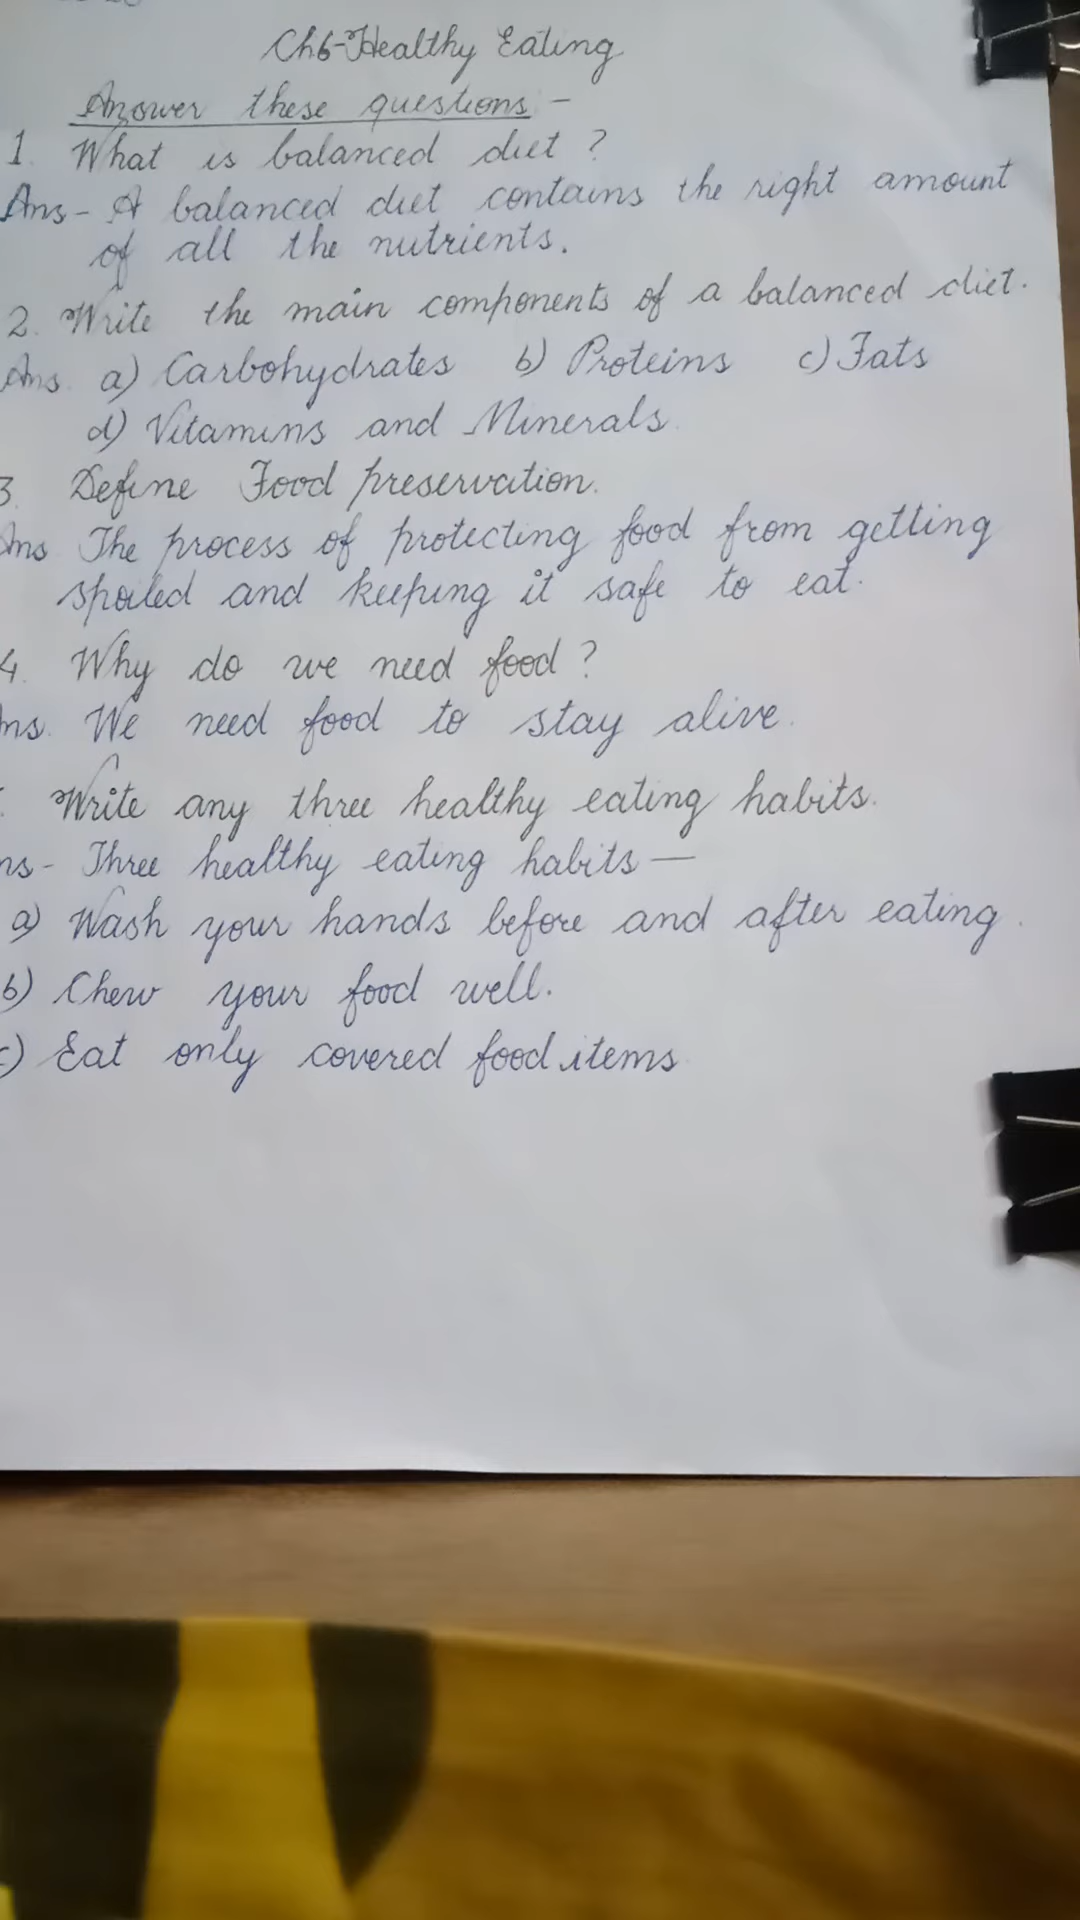 Ch6-Healthy Eating
Answer these questions -
1. What is balanced diet ?
Ans - A balanced diet contains the right amount
of all the nutrients.
2. Write the main components of a balanced diet.
Ans. a) Carbohydrates b) Proteins c) Fats
d) Vitamins and Minerals.
3. Define Food preservation.
Ans The process of protecting food from getting
spoiled and keeping it safe to eat.
4. Why do we need food ?
ns. We need food to stay alive.
Write any three healthy eating habits.
ns - Three healthy eating habits —
a) Wash your hands before and after eating.
b) Chew your food well.
c) Eat only covered food items